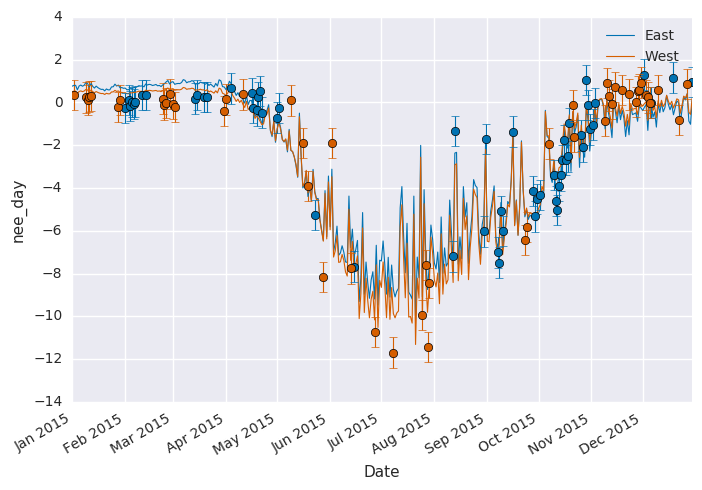 4
2
0
−2
−4
−6
−8
−10
−12
−14
nee_day
East
West
Jan 2015
Feb 2015
Mar 2015
Apr 2015
May 2015
Jun 2015
Jul 2015
Aug 2015
Sep 2015
Oct 2015
Nov 2015
Dec 2015
Date